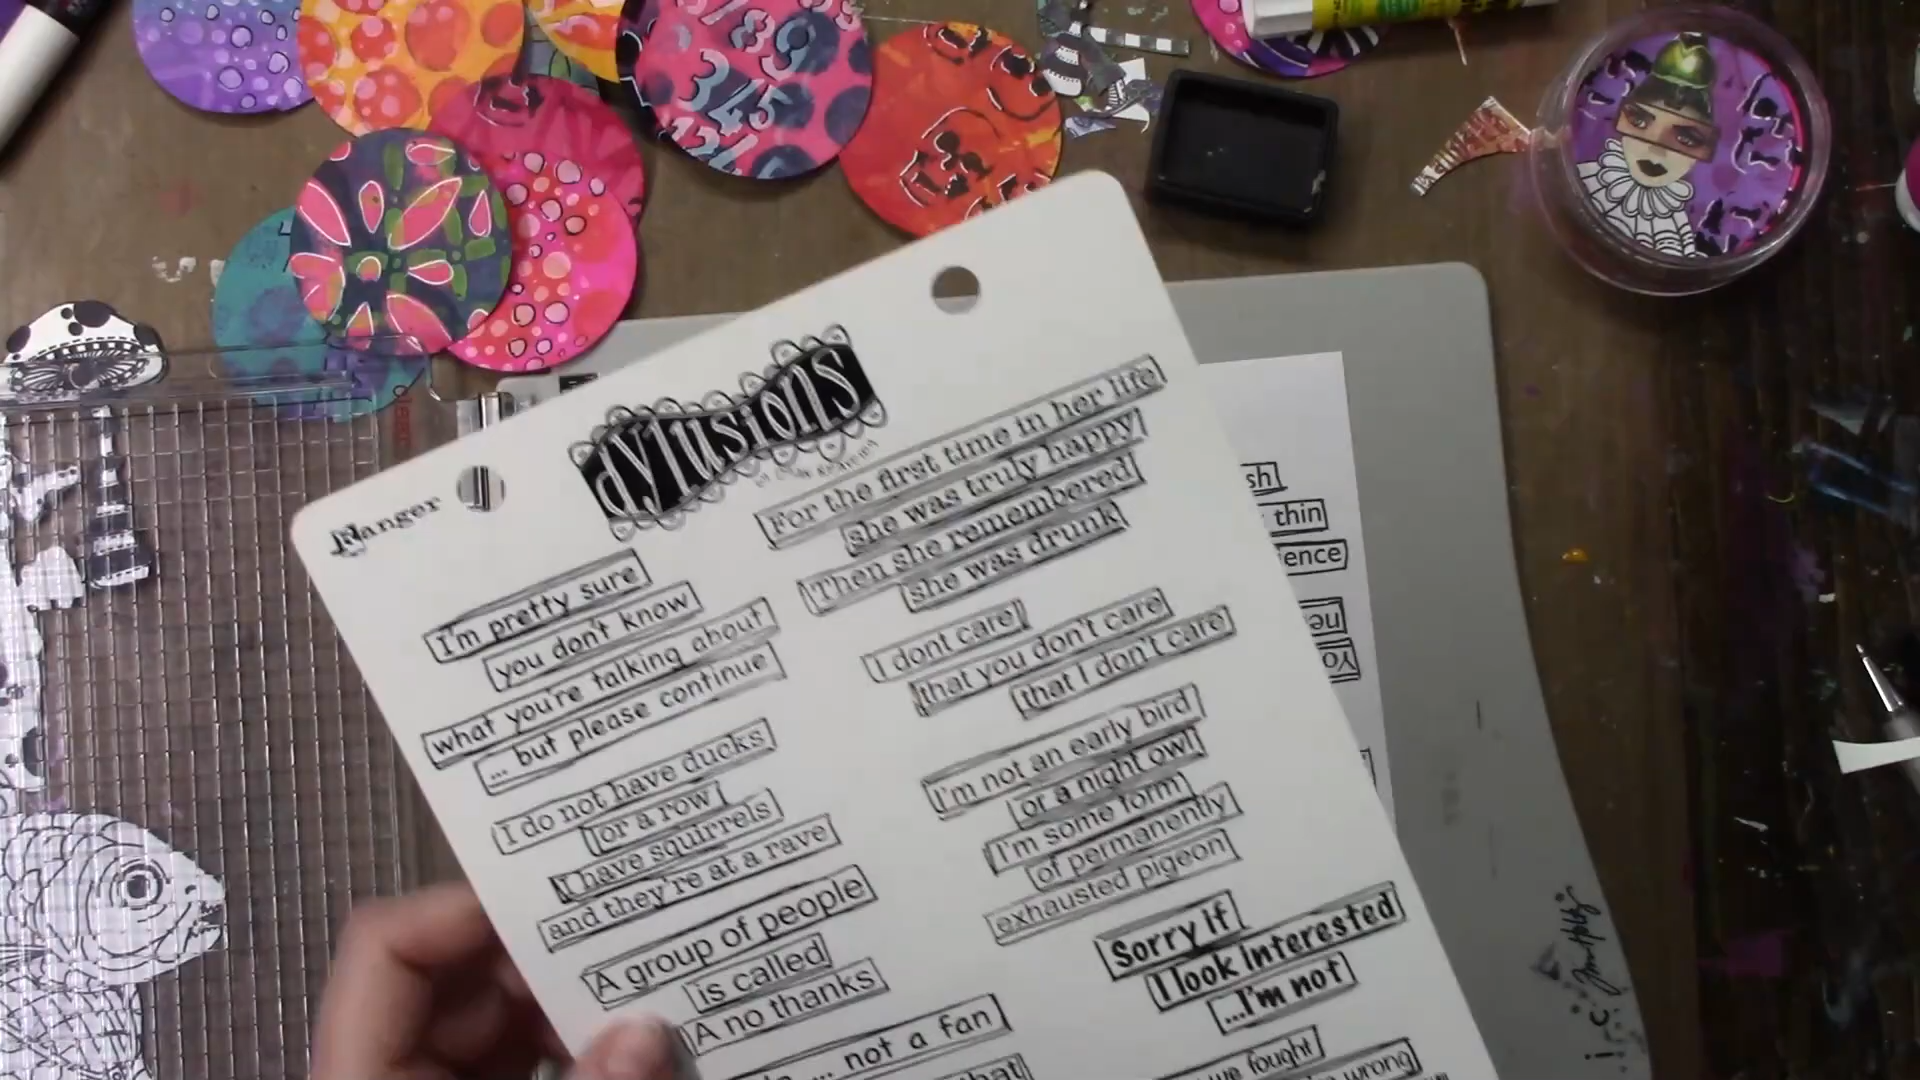 Ranger
dylusions
I'm pretty sure
you don't know
what you're talking about
... but please continue
I do not have ducks
or a row
I have squirrels
and they're at a rave
A group of people
is called
A no thanks
... not a fan
For the first time in her life
she was truly happy
Then she remembered
she was drunk
I dont care
that you don't care
that I don't care
I'm not an early bird
or a night owl
I'm some form
of permanently
exhausted pigeon
Sorry if
I look interested
...I'm not
we fought
wrong
sh
thin
ence
345
Tim Holtz